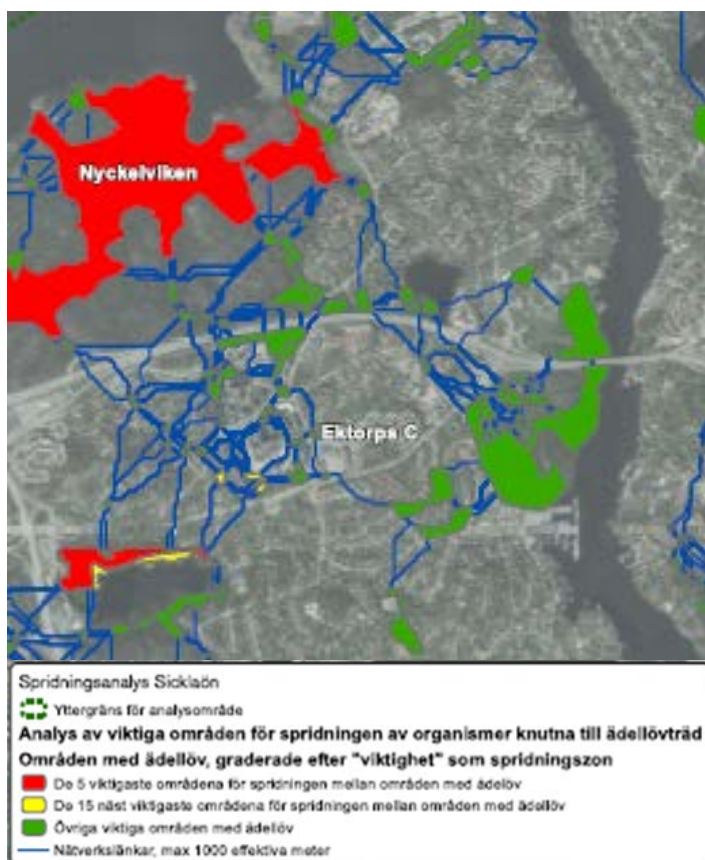 Nyckelviken
Ektorps C
Spridningsanalys Sicklaön
Yttergräns för analysområde
Analys av viktiga områden för spridningen av organismer knutna till ädellövträd
Områden med ädellöv, graderade efter "viktighet" som spridningszon
De 5 viktigaste områdena för spridningen mellan områden med ädelöv
De 15 näst viktigaste områdena för spridningen mellan områden med ädelöv
Övriga viktiga områden med ädellöv
Nätverkslänkar, max 1000 effektiva meter